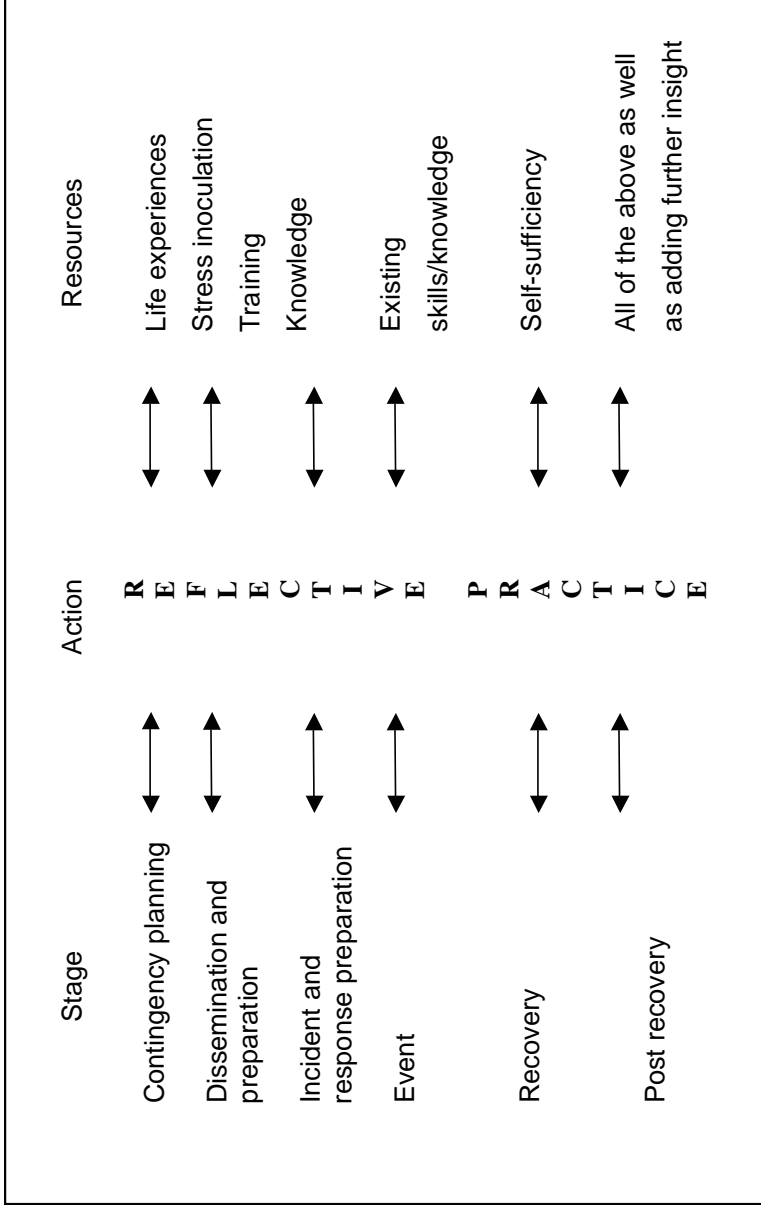 Stage
Action
Resources
Contingency planning
Dissemination and
preparation
Incident and
response preparation
Event
Recovery
Post recovery
R
E
F
L
E
C
T
I
V
E
P
R
A
C
T
I
C
E
Life experiences
Stress inoculation
Training
Knowledge
Existing
skills/knowledge
Self-sufficiency
All of the above as well
as adding further insight